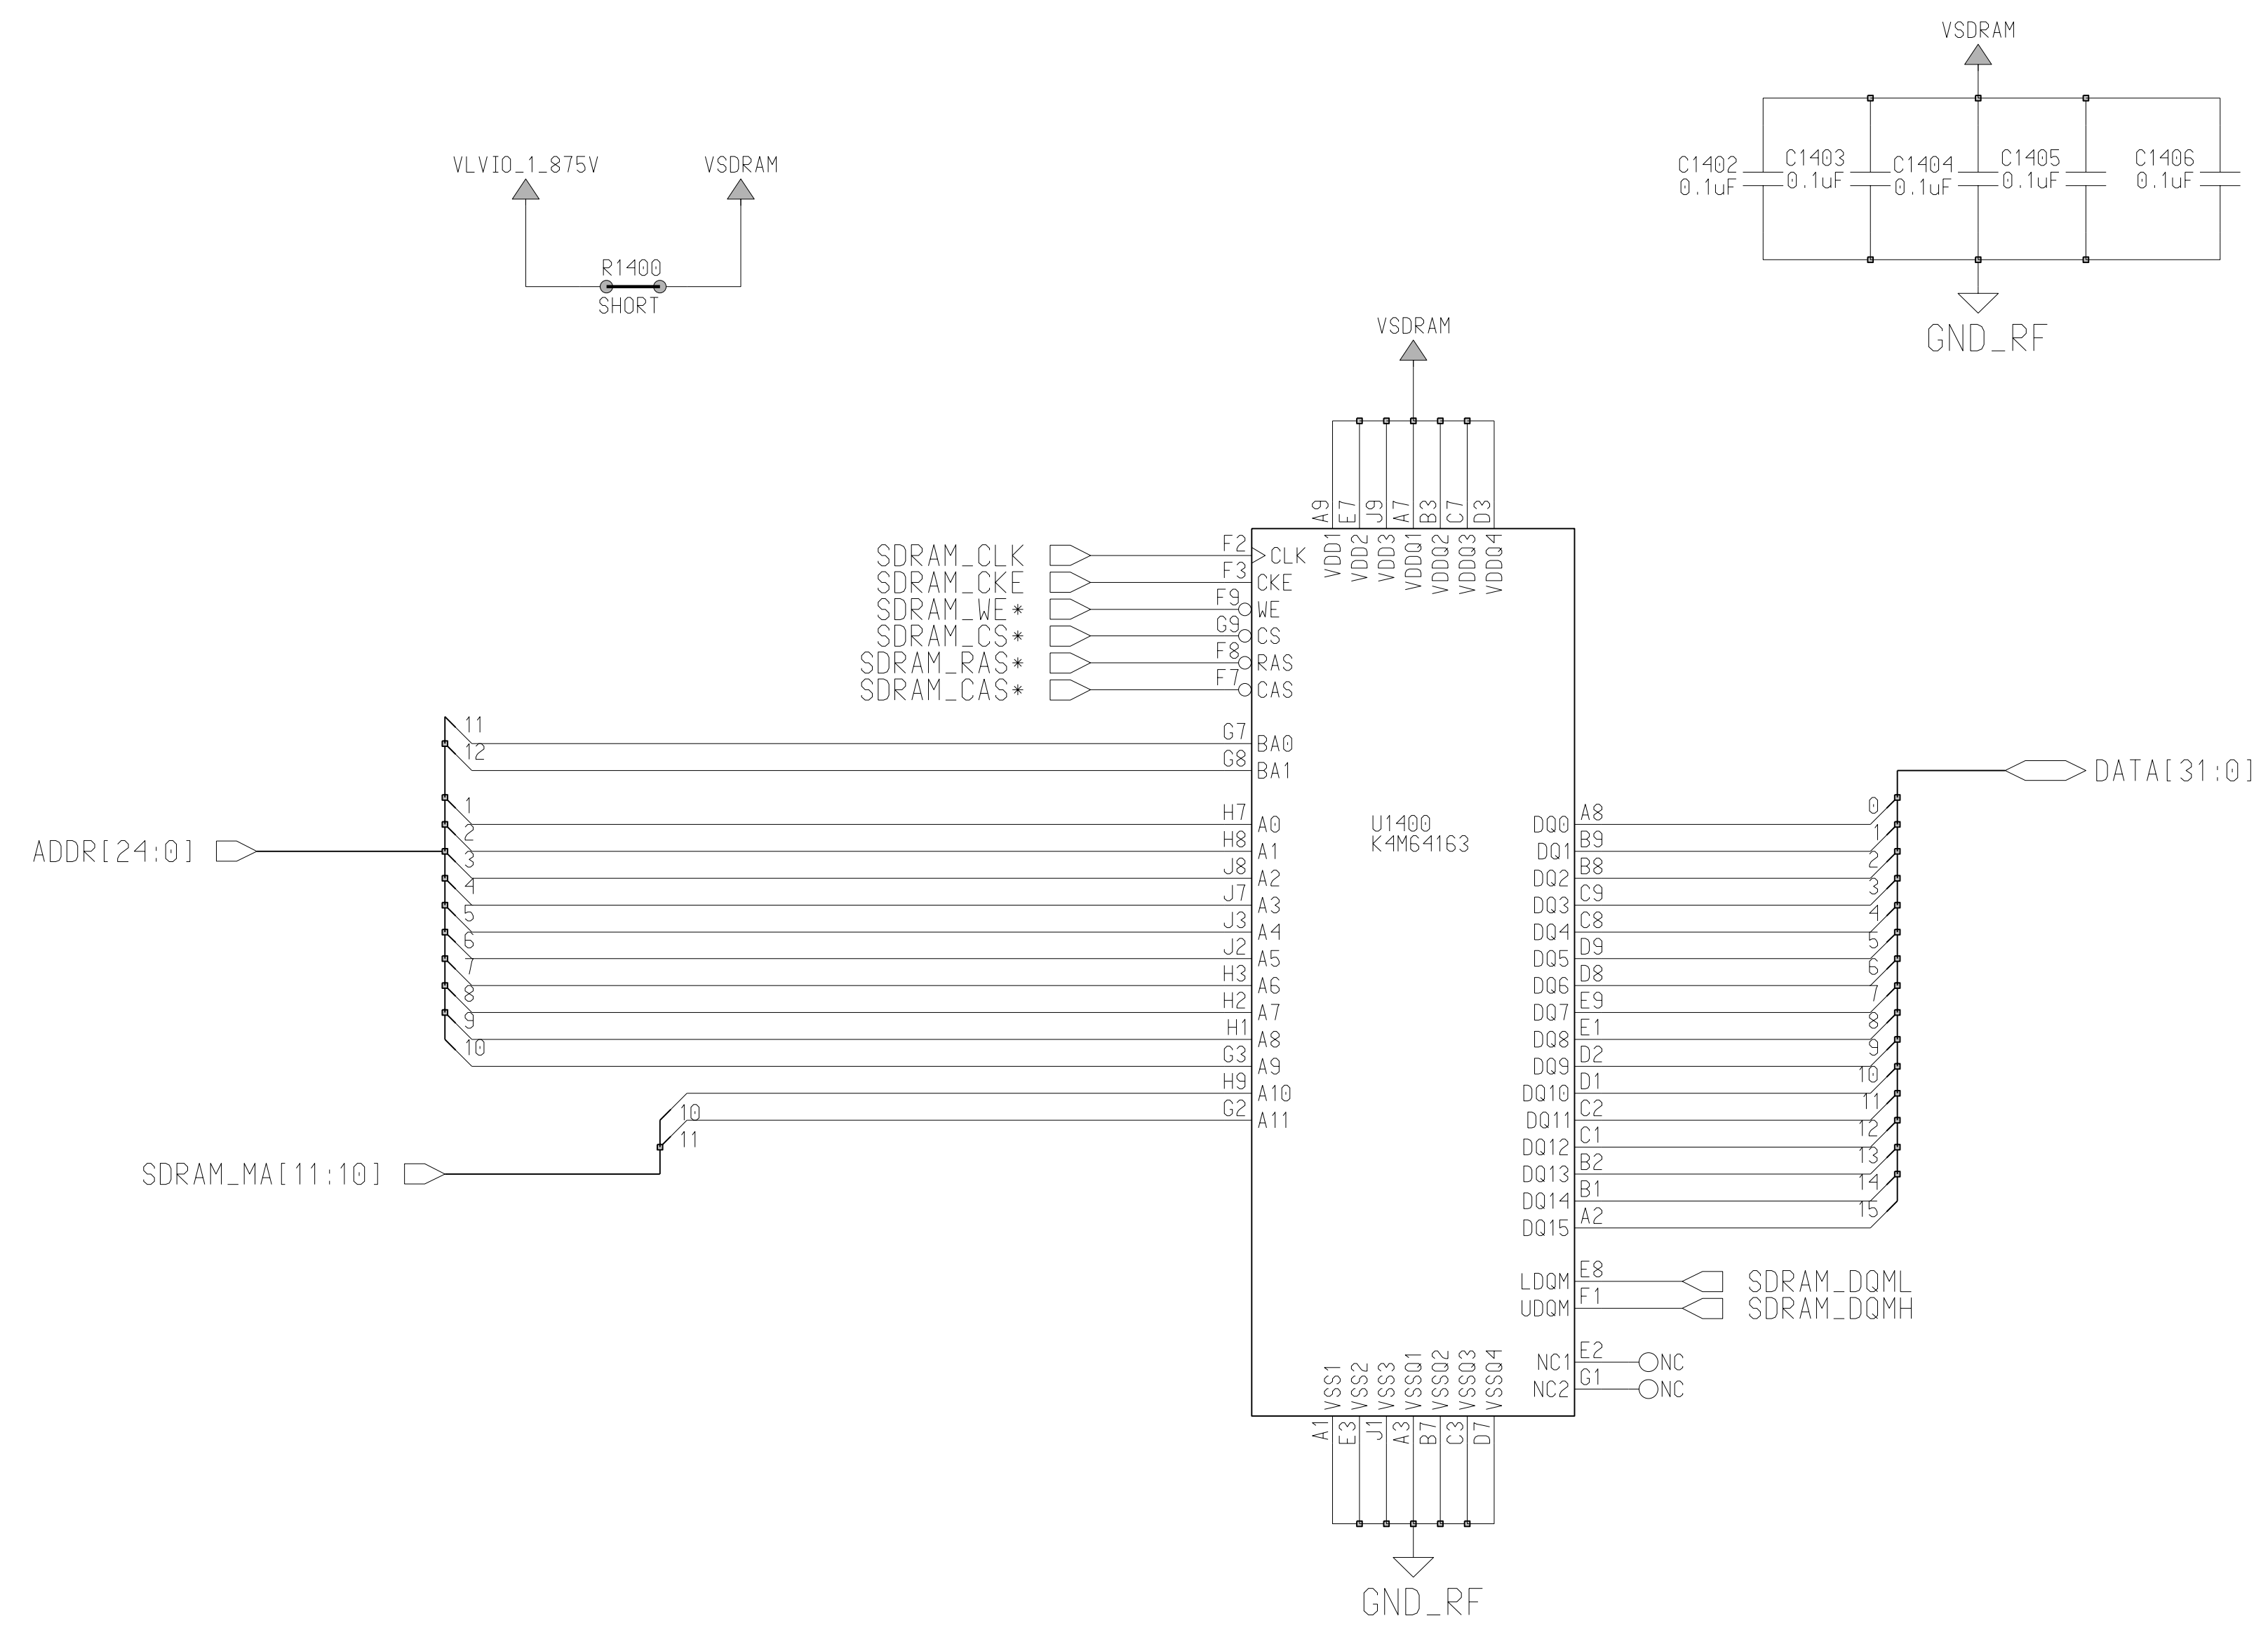 VSDRAM
C1402
0.1uF
C1403
0.1uF
C1404
0.1uF
C1405
0.1uF
C1406
0.1uF
GND_RF
VLVIO_1_875V
VSDRAM
R1400
SHORT
VSDRAM
A9
E7
J9
A7
B3
C7
D3
VDD1
VDD2
VDD3
VDDQ1
VDDQ2
VDDQ3
VDDQ4
SDRAM_CLK F2 CLK
SDRAM_CKE F3 CKE
SDRAM_WE* F9 WE
SDRAM_CS* G9 CS
SDRAM_RAS* F8 RAS
SDRAM_CAS* F7 CAS
11 G7 BA0
12 G8 BA1
ADDR[24:0]
1 H7 A0
2 H8 A1
3 J8 A2
4 J7 A3
5 J3 A4
6 J2 A5
7 H3 A6
8 H2 A7
9 H1 A8
10 G3 A9
10 H9 A10
11 G2 A11
SDRAM_MA[11:10]
U1400
K4M64163
DATA[31:0]
DQ0 A8 0
DQ1 B9 1
DQ2 B8 2
DQ3 C9 3
DQ4 C8 4
DQ5 D9 5
DQ6 D8 6
DQ7 E9 7
DQ8 E1 8
DQ9 D2 9
DQ10 D1 10
DQ11 C2 11
DQ12 C1 12
DQ13 B2 13
DQ14 B1 14
DQ15 A2 15
LDQM E8 SDRAM_DQML
UDQM F1 SDRAM_DQMH
NC1 E2 NC
NC2 G1 NC
VSS1
VSS2
VSS3
VSSQ1
VSSQ2
VSSQ3
VSSQ4
A1
E3
J1
A3
B7
C3
D7
GND_RF